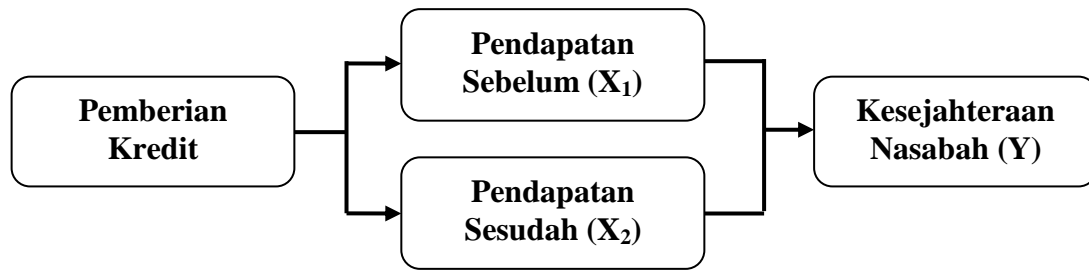 Pemberian
Kredit
Pendapatan
Sebelum (X₁)
Pendapatan
Sesudah (X₂)
Kesejahteraan
Nasabah (Y)